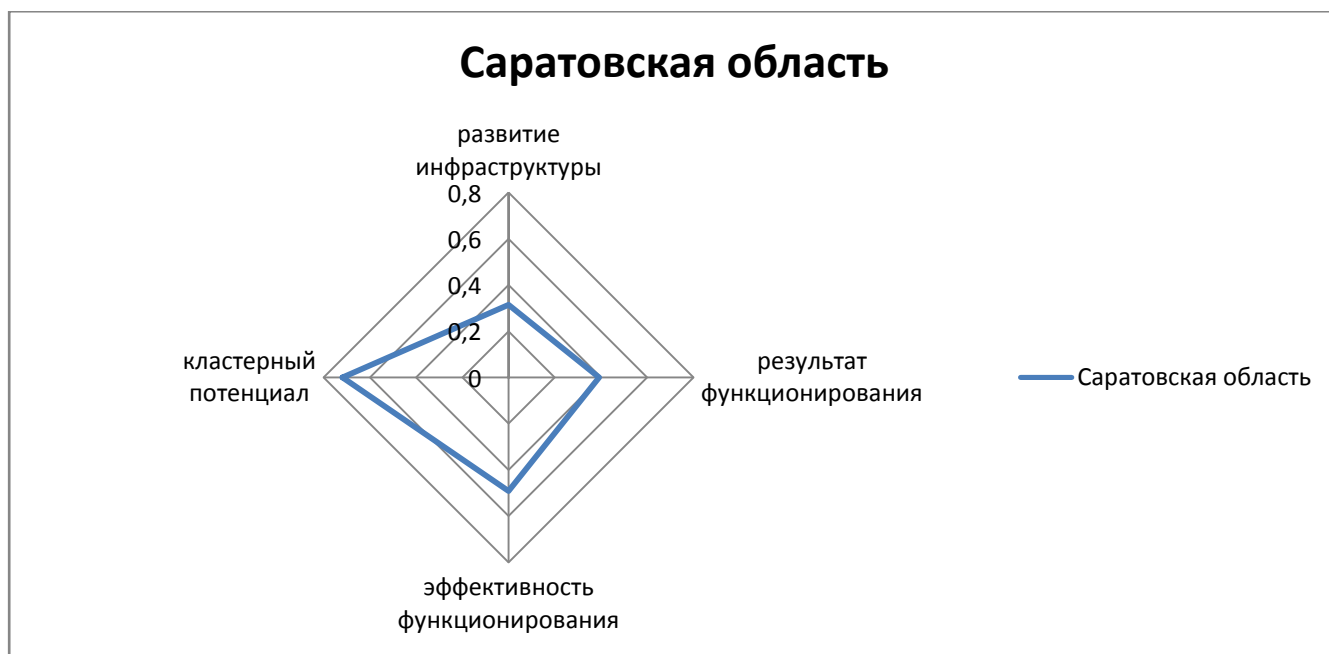 Саратовская область
развитие
инфраструктуры
0,8
0,6
0,4
0,2
0
кластерный
потенциал
результат
функционирования
Саратовская область
эффективность
функционирования